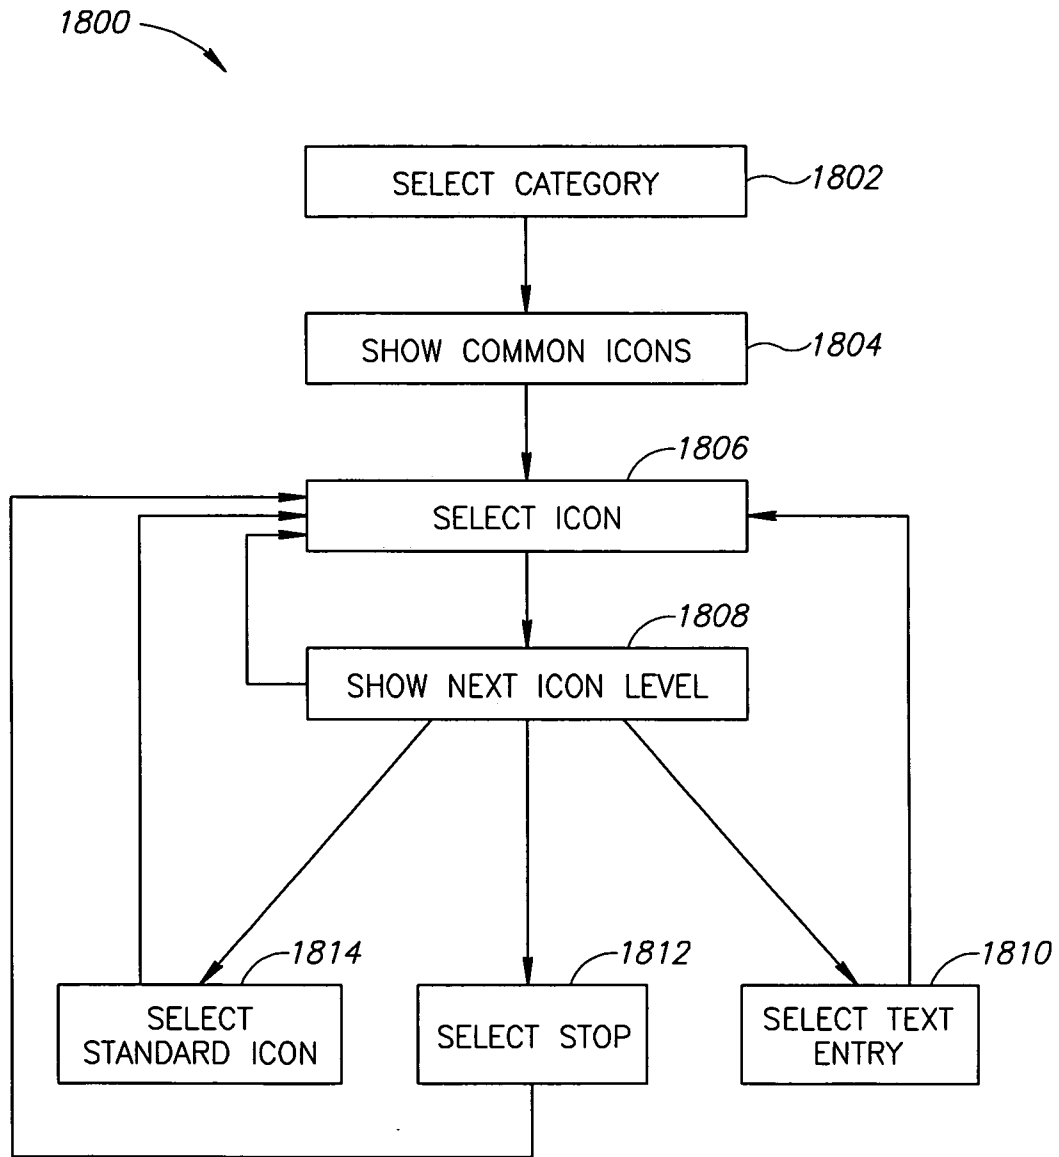 1800
SELECT CATEGORY
1802
SHOW COMMON ICONS
1804
1806
SELECT ICON
1808
SHOW NEXT ICON LEVEL
1814
1812
1810
SELECT
STANDARD ICON
SELECT STOP
SELECT TEXT
ENTRY